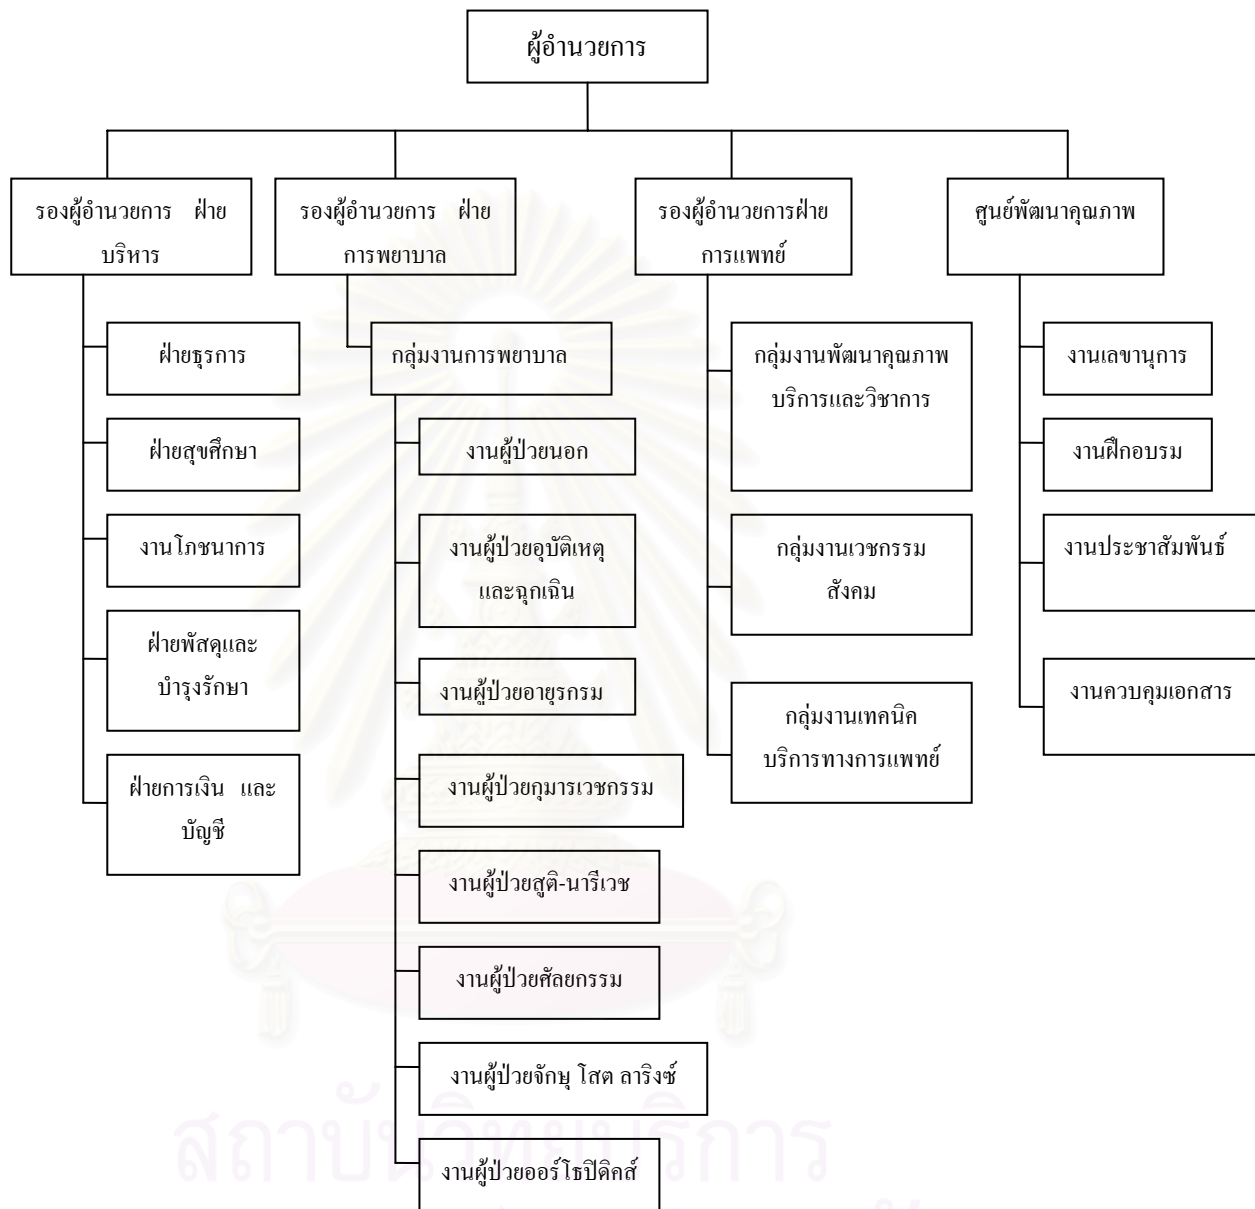 ผู้อำนวยการ
รองผู้อำนวยการ ฝ่าย
บริหาร
รองผู้อำนวยการ ฝ่าย
การพยาบาล
รองผู้อำนวยการฝ่าย
การแพทย์
ศูนย์พัฒนาคุณภาพ
ฝ่ายธุรการ
ฝ่ายสุขศึกษา
งานโภชนาการ
ฝ่ายพัสดุและ
บำรุงรักษา
ฝ่ายการเงิน และ
บัญชี
กลุ่มงานการพยาบาล
งานผู้ป่วยนอก
งานผู้ป่วยอุบัติเหตุ
และฉุกเฉิน
งานผู้ป่วยอายุรกรม
งานผู้ป่วยกุมารเวชกรรม
งานผู้ป่วยสูติ-นารีเวช
งานผู้ป่วยศัลยกรรม
งานผู้ป่วยจักษุ โสต ลาริงซ์
งานผู้ป่วยออร์โธปิดิคส์
กลุ่มงานพัฒนาคุณภาพ
บริการและวิชาการ
กลุ่มงานเวชกรรม
สังคม
กลุ่มงานเทคนิค
บริการทางการแพทย์
งานเลขานุการ
งานฝึกอบรม
งานประชาสัมพันธ์
งานควบคุมเอกสาร
สถาบันวิทยบริการ